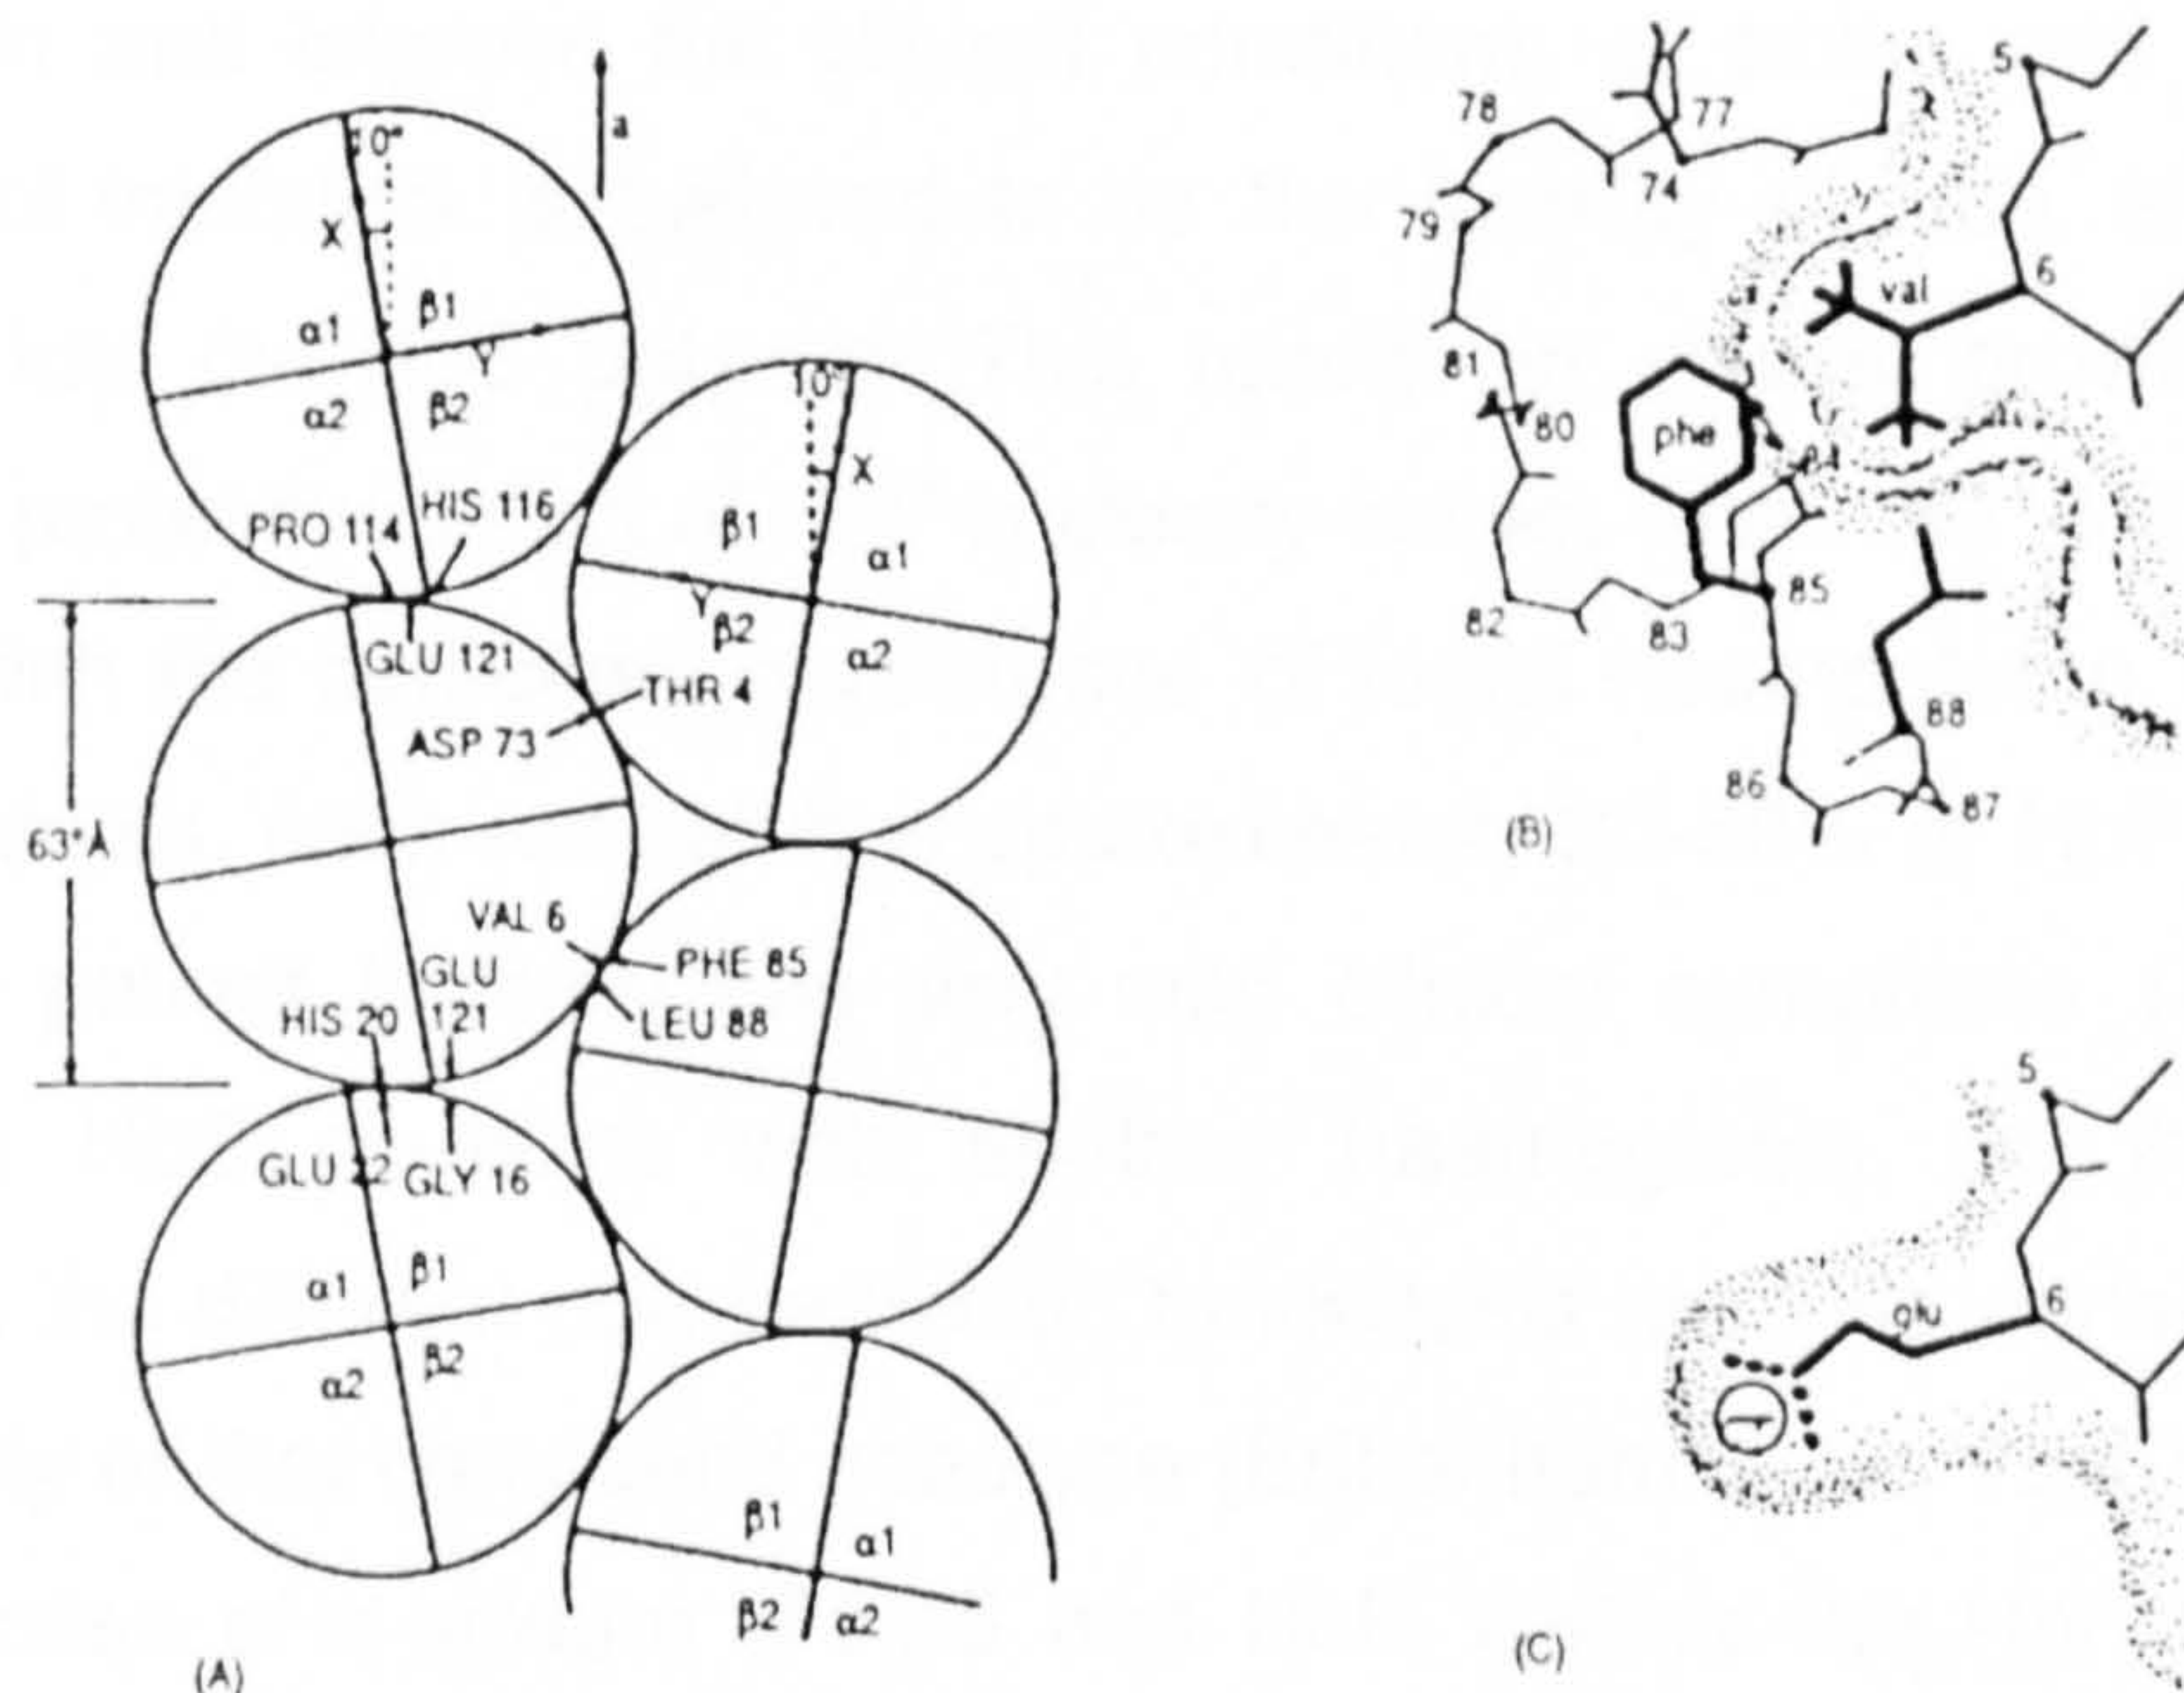 a
10°
X
β1
α1
Y
α2
β2
HIS 116
PRO 114
GLU 121
10°
X
β1
α1
Y
β2
α2
THR 4
ASP 73
63°Å
VAL 6
PHE 85
GLU
121
HIS 20
LEU 88
GLU 22
GLY 16
α1
β1
α2
β2
β1
α1
β2
α2
(A)
5
78
77
74
79
val
6
81
80
phe
84
85
82
83
88
86
87
(B)
5
glu
6
−
(C)